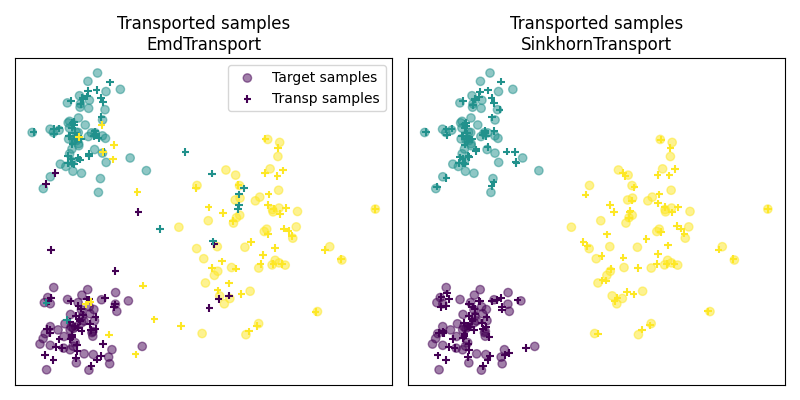 Transported samples
EmdTransport
Target samples
Transp samples
Transported samples
SinkhornTransport